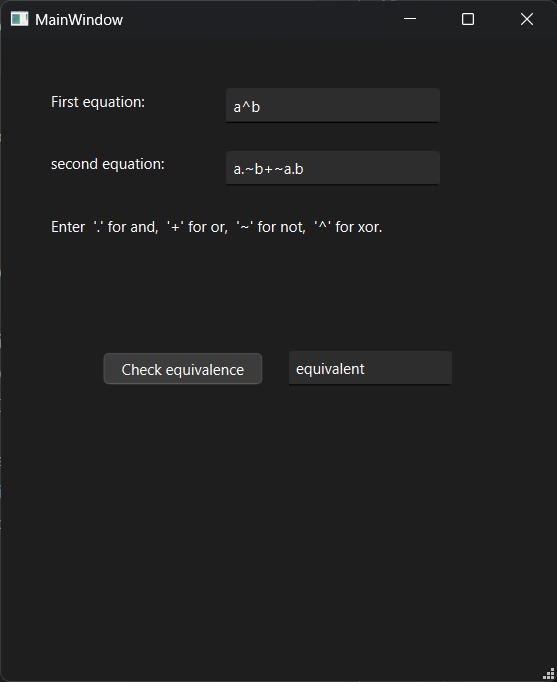 MainWindow
First equation: a^b
second equation: a.~b+~a.b
Enter '.' for and, '+' for or, '~' for not, '^' for xor.
Check equivalence equivalent